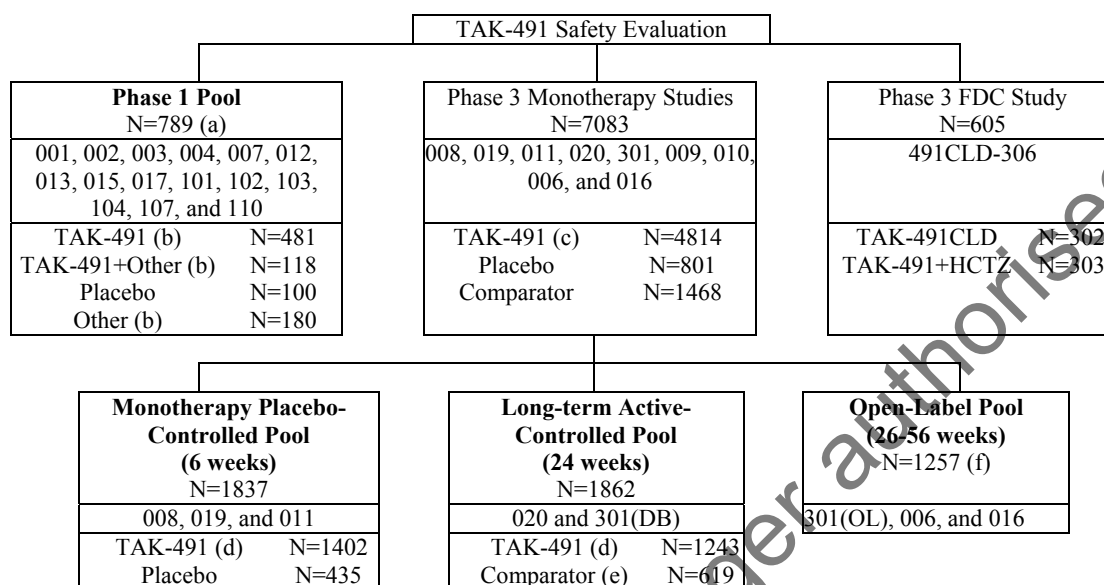 TAK-491 Safety Evaluation
Phase 1 Pool
N=789 (a)
001, 002, 003, 004, 007, 012,
013, 015, 017, 101, 102, 103,
104, 107, and 110
TAK-491 (b) N=481
TAK-491+Other (b) N=118
Placebo N=100
Other (b) N=180
Phase 3 Monotherapy Studies
N=7083
008, 019, 011, 020, 301, 009, 010,
006, and 016
TAK-491 (c) N=4814
Placebo N=801
Comparator N=1468
Phase 3 FDC Study
N=605
491CLD-306
TAK-491CLD N=302
TAK-491+HCTZ N=303
Monotherapy Placebo-
Controlled Pool
(6 weeks)
N=1837
008, 019, and 011
TAK-491 (d) N=1402
Placebo N=435
Long-term Active-
Controlled Pool
(24 weeks)
N=1862
020 and 301(DB)
TAK-491 (d) N=1243
Comparator (e) N=619
Open-Label Pool
(26-56 weeks)
N=1257 (f)
301(OL), 006, and 016
ger authorise